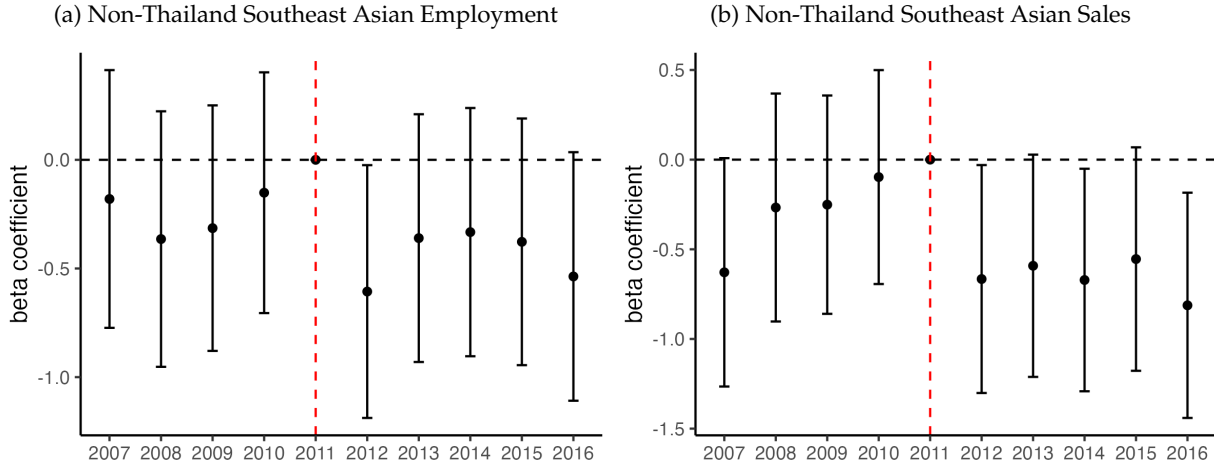 (a) Non-Thailand Southeast Asian Employment
0.0
-0.5
-1.0
beta coefficient
2007 2008 2009 2010 2011 2012 2013 2014 2015 2016
(b) Non-Thailand Southeast Asian Sales
0.5
0.0
-0.5
-1.0
-1.5
beta coefficient
2007 2008 2009 2010 2011 2012 2013 2014 2015 2016